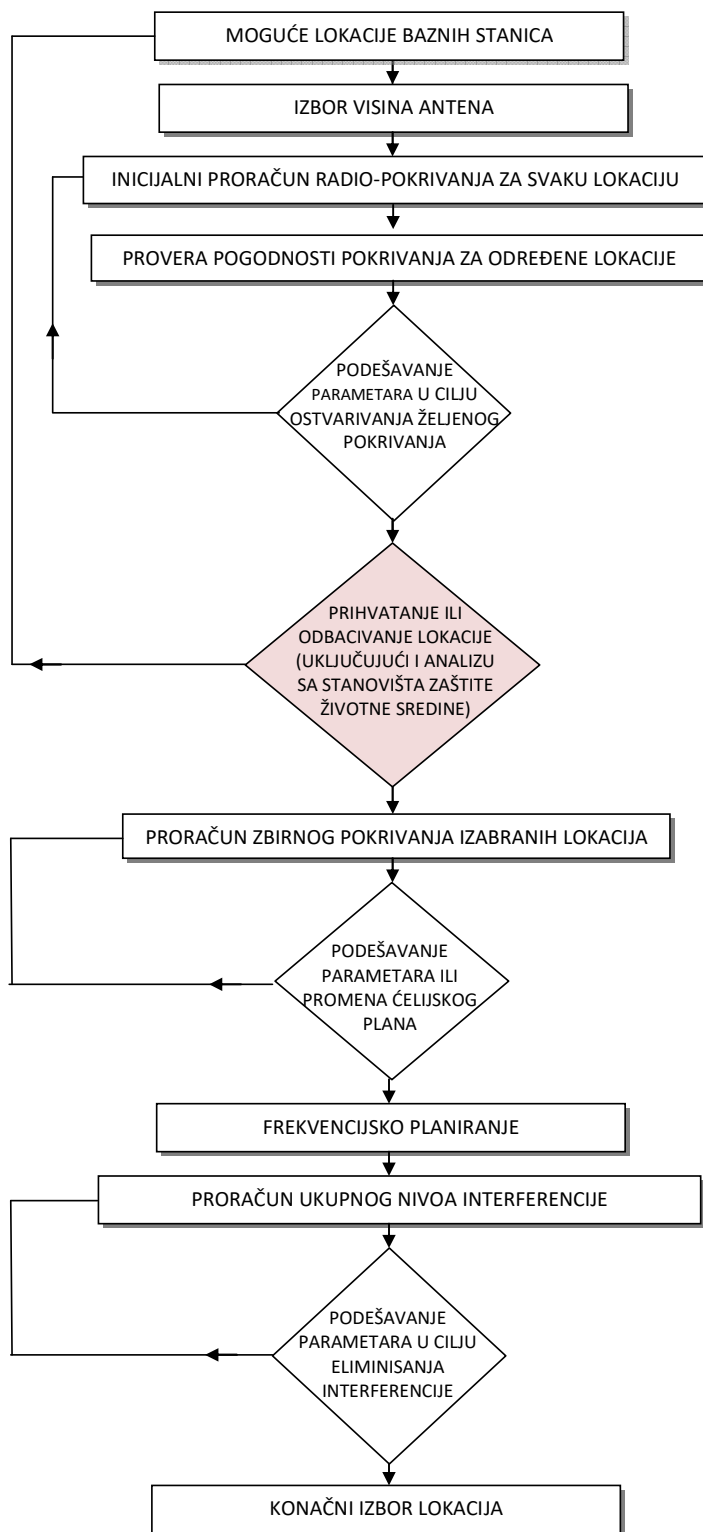 MOGUĆE LOKACIJE BAZNIH STANICA
IZBOR VISINA ANTENA
INICIJALNI PRORAČUN RADIO-POKRIVANJA ZA SVAKU LOKACIJU
PROVERA POGODNOSTI POKRIVANJA ZA ODREĐENE LOKACIJE
PODEŠAVANJE
PARAMETARA U CILJU
OSTVARIVANJA ŽELJENOG
POKRIVANJA
PRIHVATANJE ILI
ODBACIVANJE LOKACIJE
(UKLJUČUJUĆI I ANALIZU
SA STANOVIŠTA ZAŠTITE
ŽIVOTNE SREDINE)
PRORAČUN ZBIRNOG POKRIVANJA IZABRANIH LOKACIJA
PODEŠAVANJE
PARAMETARA ILI
PROMENA ĆELIJSKOG
PLANA
FREKVENCIJSKO PLANIRANJE
PRORAČUN UKUPNOG NIVOA INTERFERENCIJE
PODEŠAVANJE
PARAMETARA U CILJU
ELIMINISANJA
INTERFERENCIJE
KONAČNI IZBOR LOKACIJA